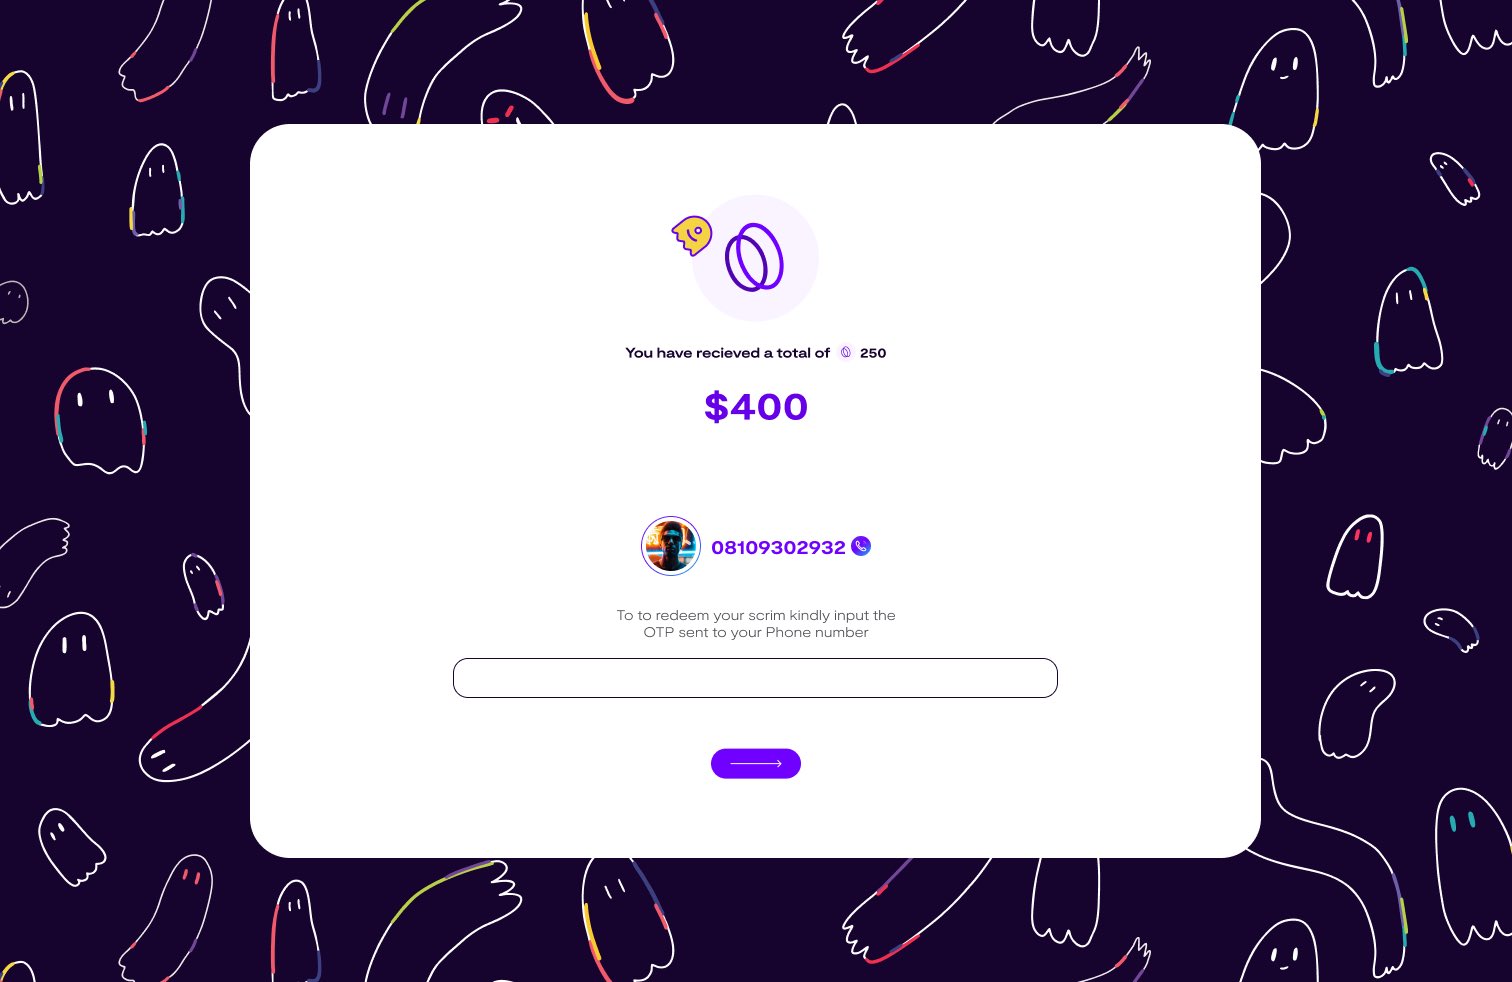 You have recieved a total of 250
$400
08109302932
To to redeem your scrim kindly input the
OTP sent to your Phone number